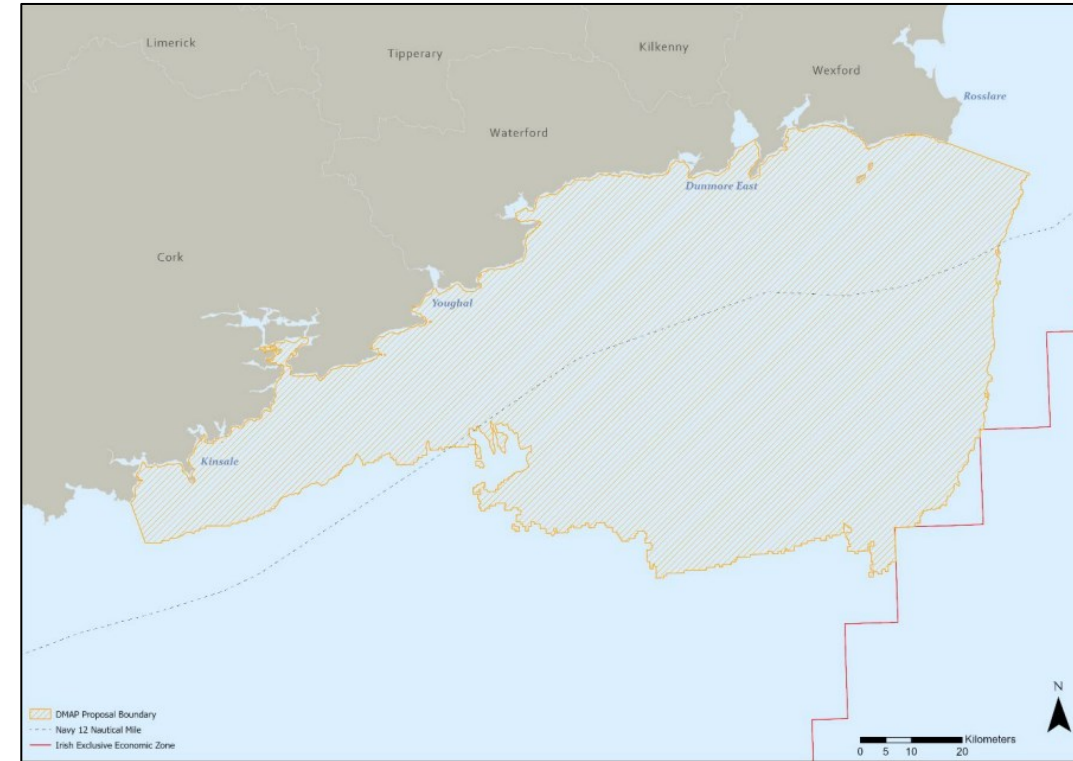 Limerick
Tipperary
Kilkenny
Wexford
Rosslare
Waterford
Dunmore East
Cork
Youghal
Kinsale
DMAP Proposal Boundary
Navy 12 Nautical Mile
Irish Exclusive Economic Zone
N
Kilometers
0 5 10 20